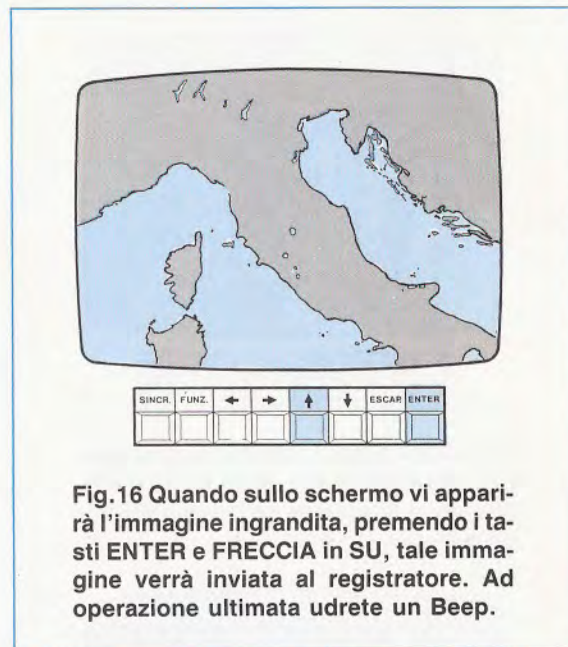 SINCR. FUNZ. ← → ↑ ↓ ESCAP. ENTER
Fig.16 Quando sullo schermo vi appari-
rà l'immagine ingrandita, premendo i ta-
sti ENTER e FRECCIA in SU, tale imma-
gine verrà inviata al registratore. Ad
operazione ultimata udrete un Beep.